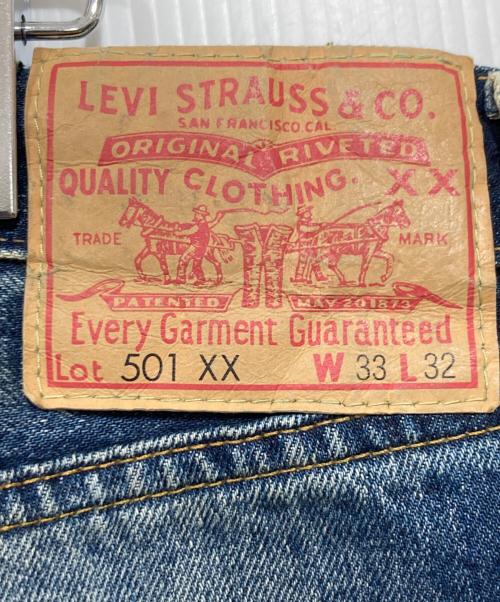 LEVI STRAUSS & CO.
SAN FRANCISCO CAL.
ORIGINAL RIVETED
QUALITY CLOTHING. XX
TRADE MARK
PATENTED MAY 20 1873
Every Garment Guaranteed
Lot 501 XX W 33 L 32